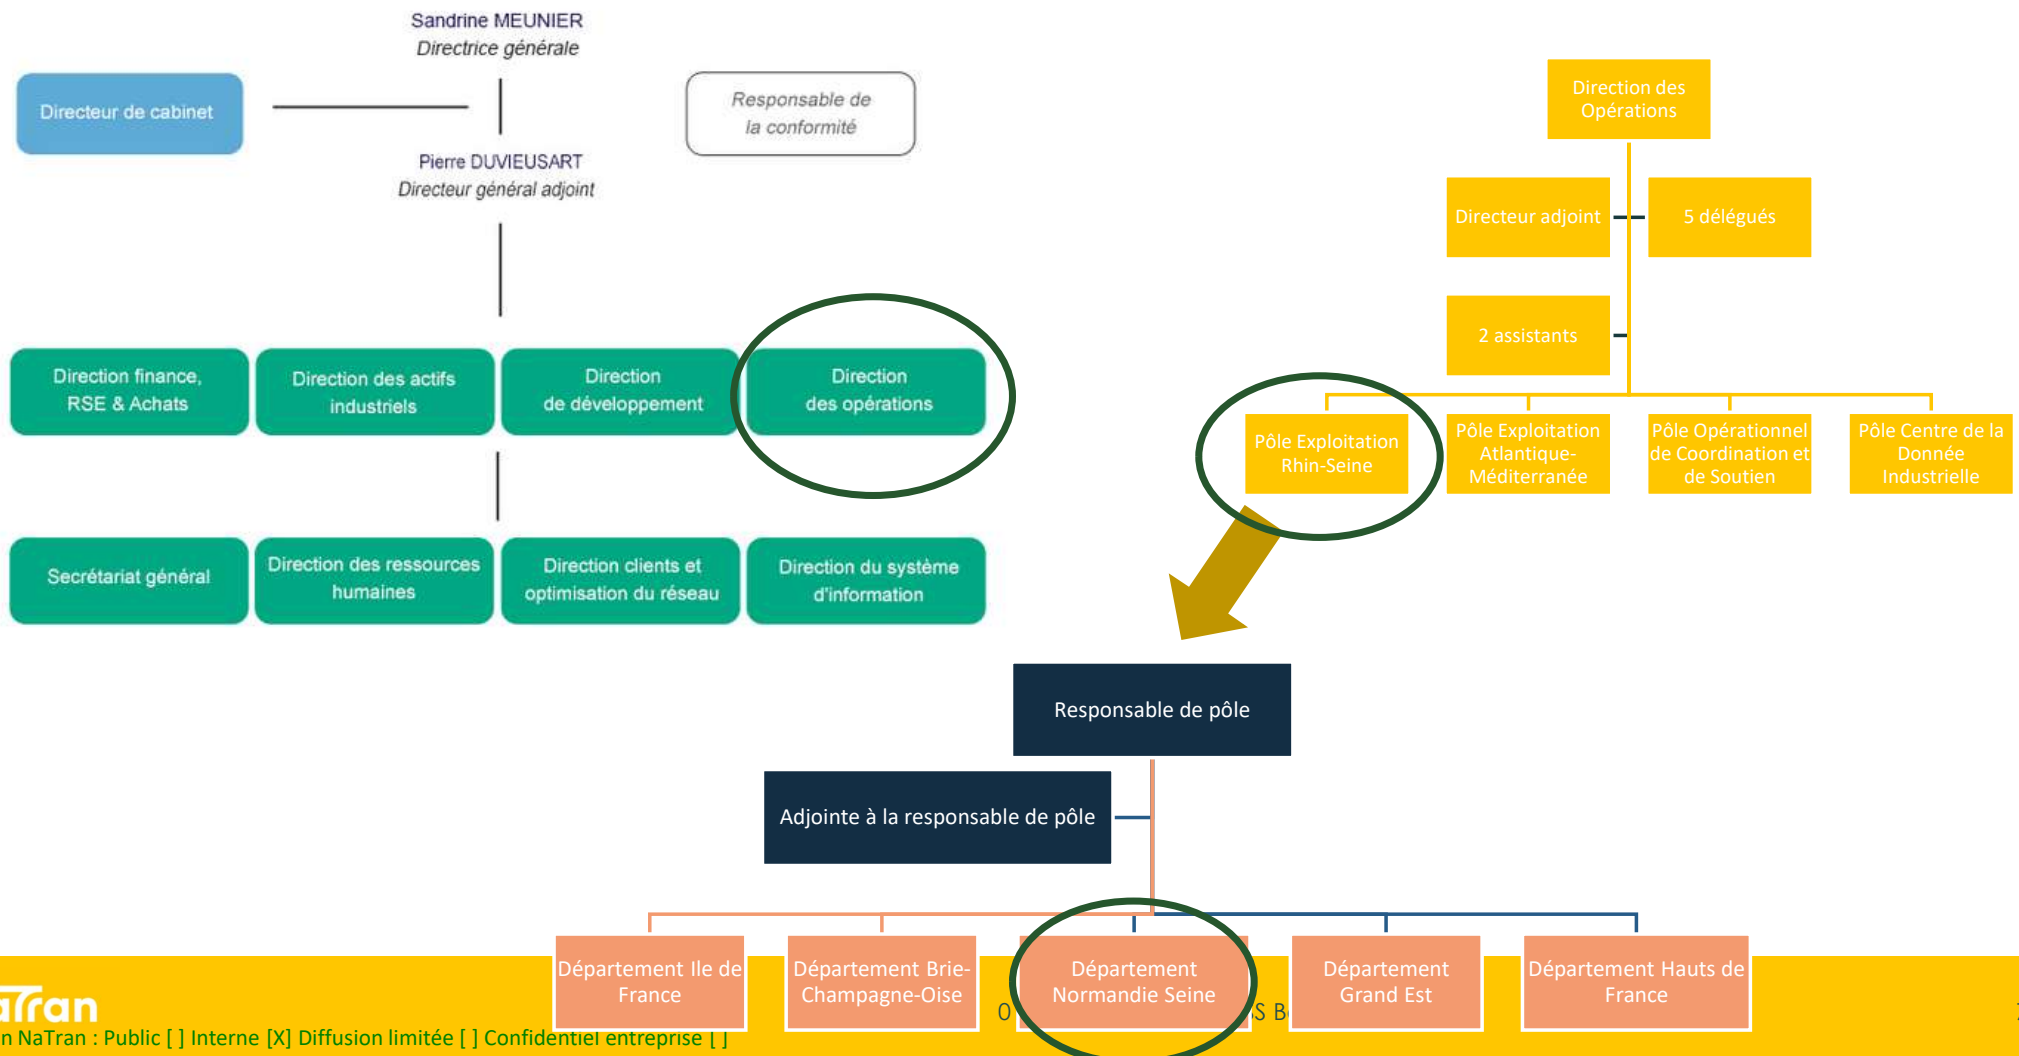 Sandrine MEUNIER
Directrice générale
Directeur de cabinet
Responsable de
la conformité
Pierre DUVIEUSART
Directeur général adjoint
Direction finance,
RSE & Achats
Direction des actifs
industriels
Direction
de développement
Direction
des opérations
Secrétariat général
Direction des ressources
humaines
Direction clients et
optimisation du réseau
Direction du système
d'information
Direction des
Opérations
Directeur adjoint
5 délégués
2 assistants
Pôle Exploitation
Rhin-Seine
Pôle Exploitation
Atlantique-
Méditerranée
Pôle Opérationnel
de Coordination et
de Soutien
Pôle Centre de la
Donnée
Industrielle
Responsable de pôle
Adjointe à la responsable de pôle
Département Ile de
France
Département Brie-
Champagne-Oise
Département
Normandie Seine
Département
Grand Est
Département Hauts de
France
NaTran : Public [ ] Interne [X] Diffusion limitée [ ] Confidentiel entreprise [ ]